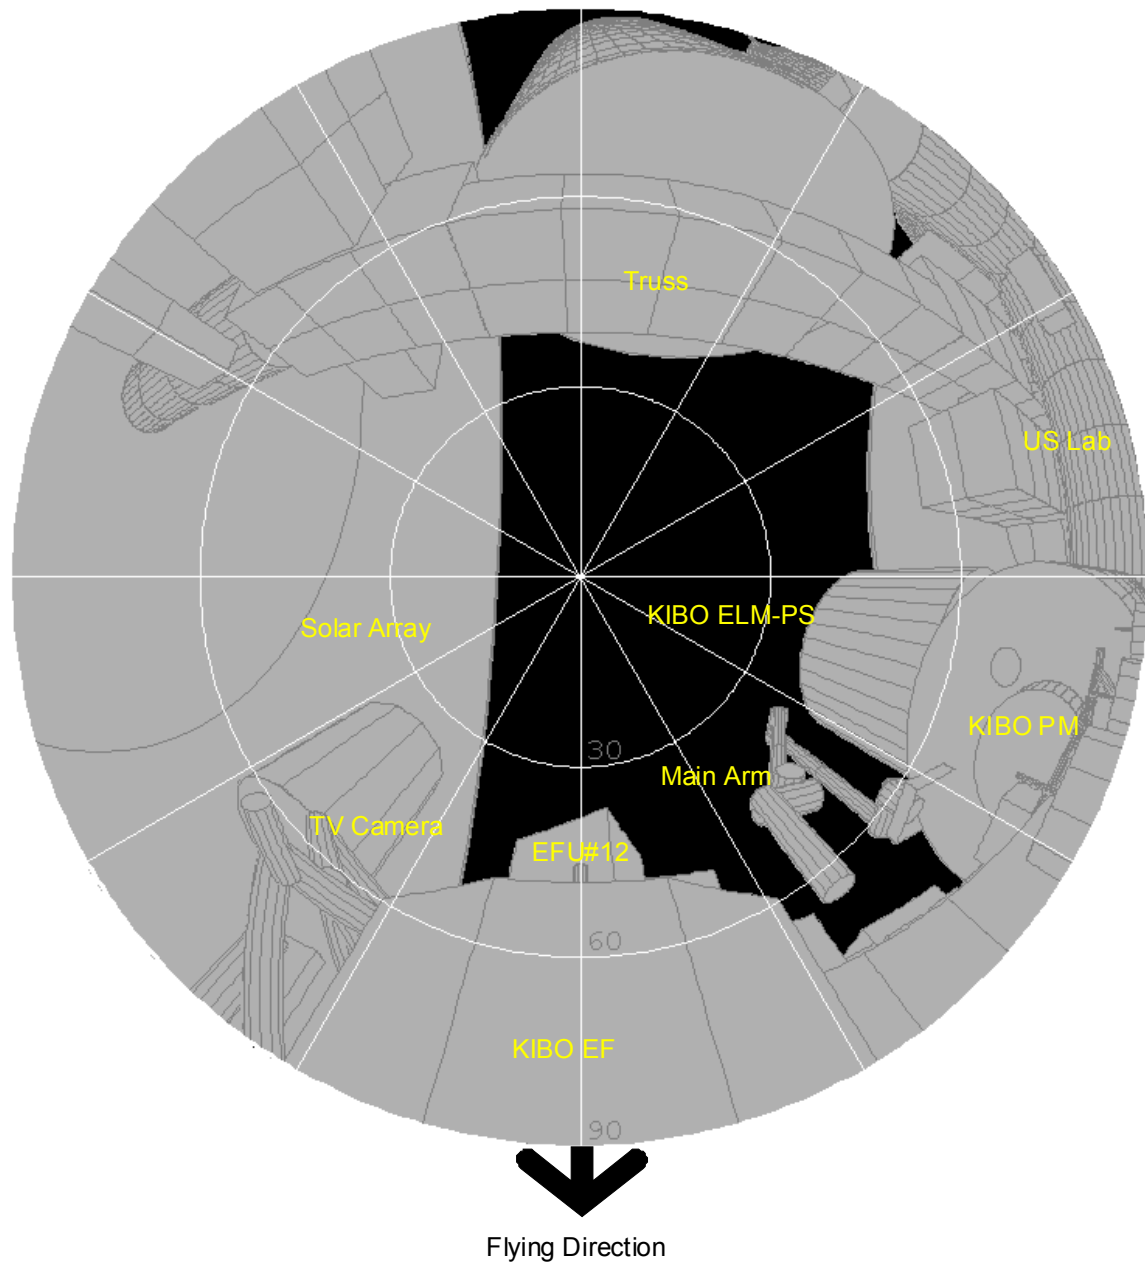 Truss
US Lab
KIBO ELM-PS
Solar Array
KIBO PM
30
Main Arm
TV Camera
EFU#12
60
KIBO EF
90
Flying Direction